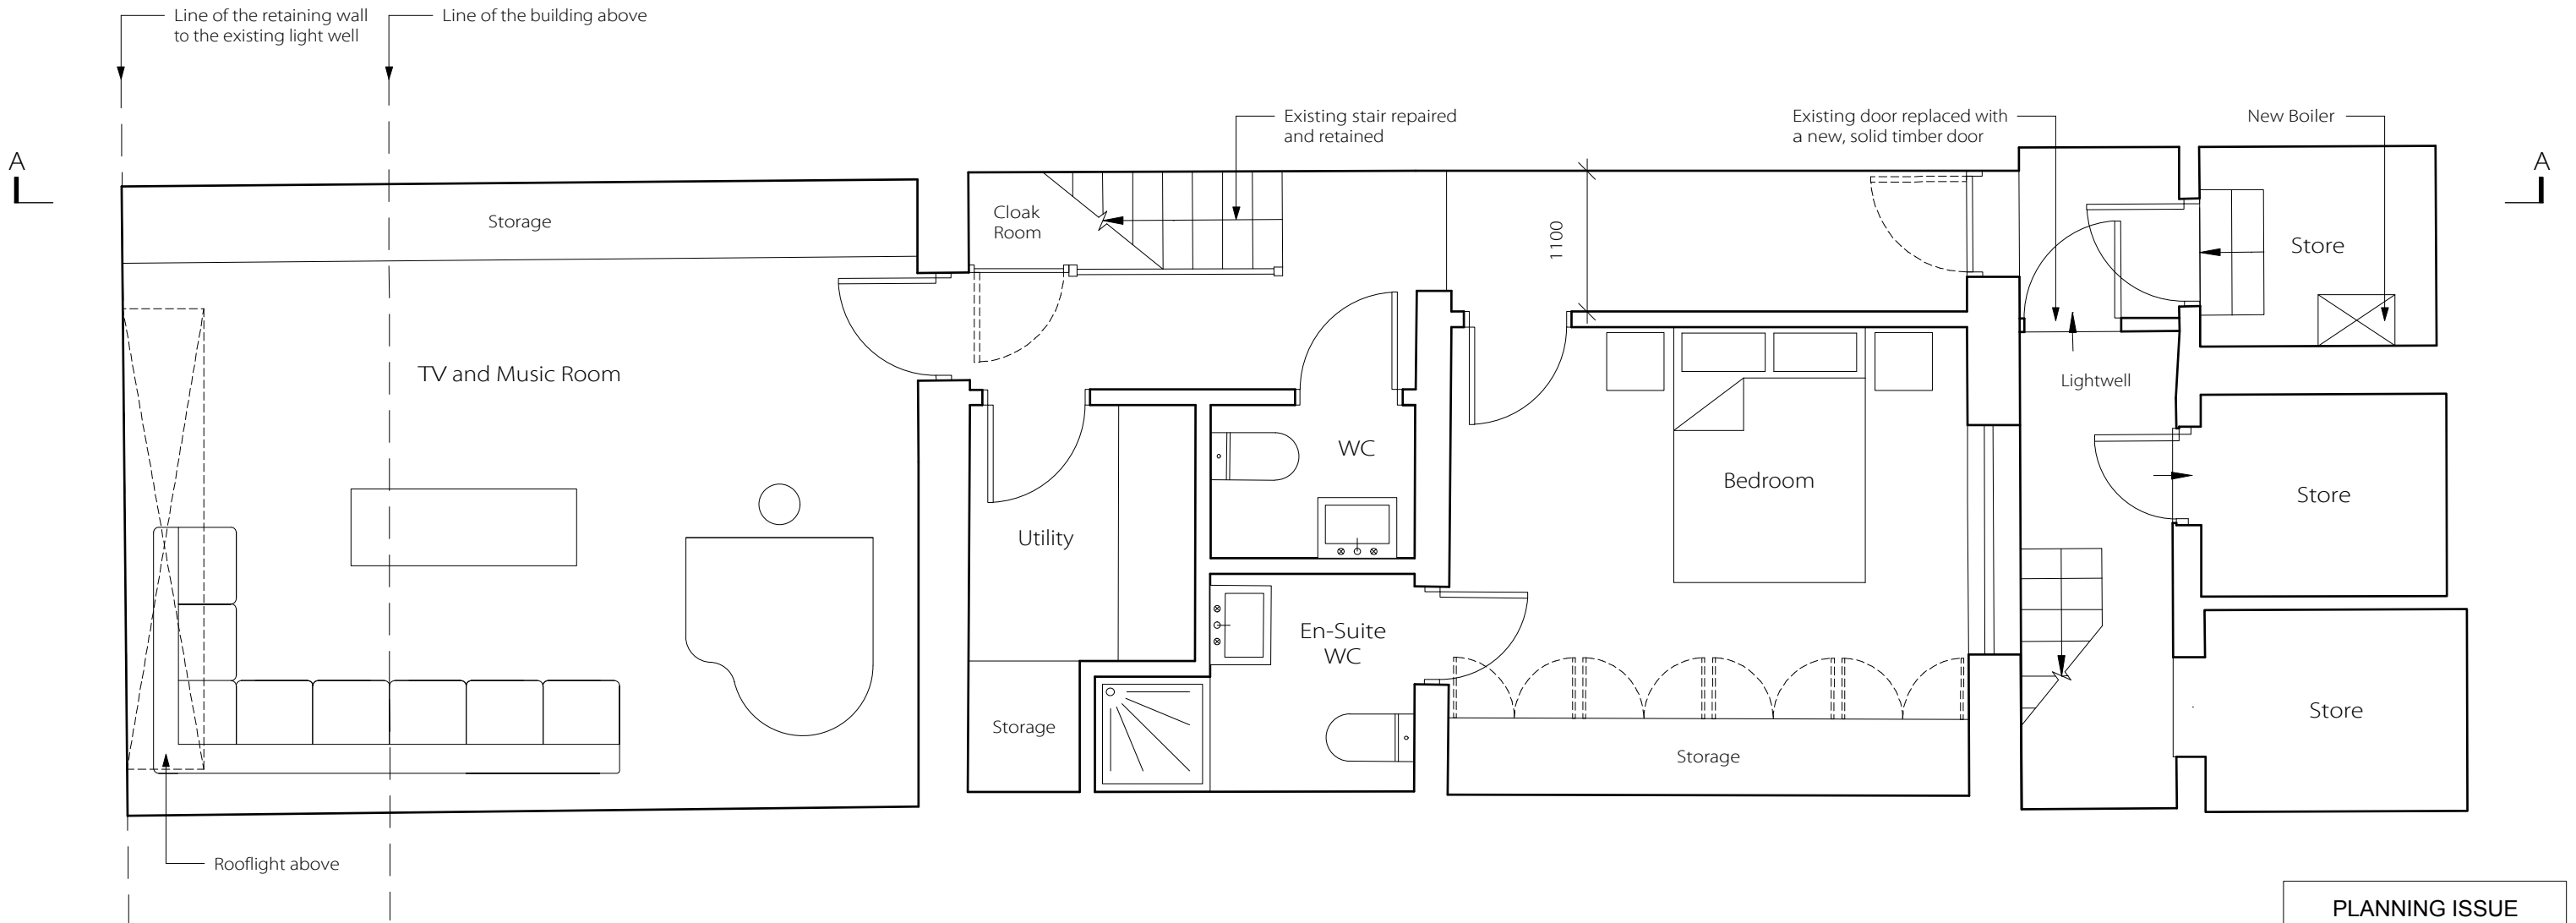 Line of the retaining wall
to the existing light well
Line of the building above
Existing stair repaired
and retained
Existing door replaced with
a new, solid timber door
New Boiler
A
A
Storage
Cloak
Room
1100
Store
TV and Music Room
Lightwell
WC
Bedroom
Store
Utility
En-Suite
WC
Storage
Storage
Store
Rooflight above
PLANNING ISSUE